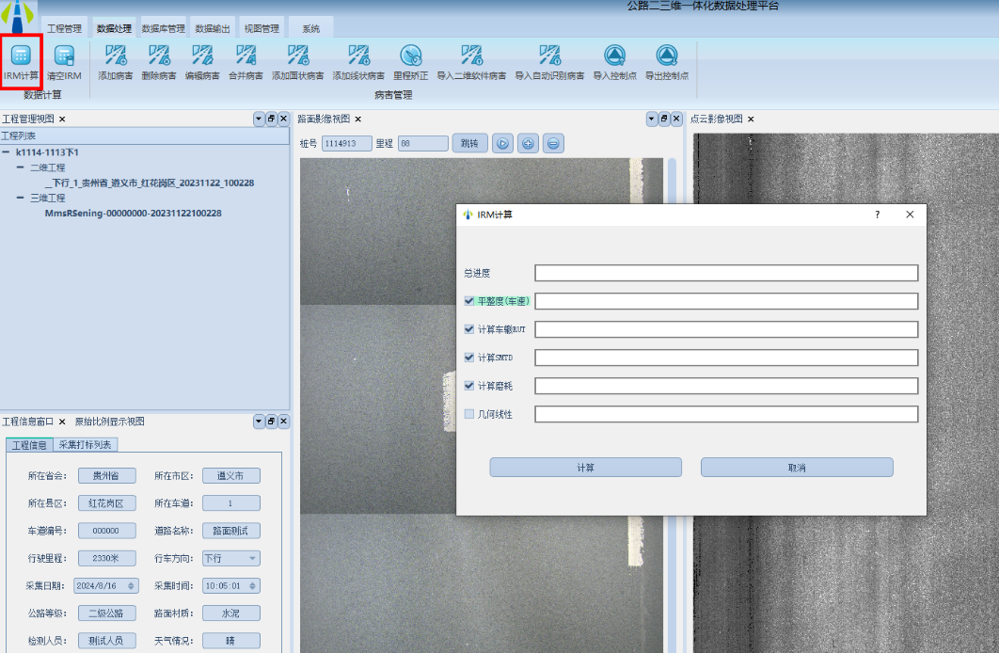 公路二三维一体化数据处理平台
工程管理 数据处理 数据库管理 数据输出 视图管理 系统
IRM计算 清空IRM 添加病害 删除病害 编辑病害 合并病害 添加面状病害 添加线状病害 里程矫正 导入二维软件病害 导入自动识别病害 导入控制点 导出控制点
数据计算 病害管理
工程管理视图
工程列表
k1114-1113下1
二维工程
__下行_1_贵州省_遵义市_红花岗区_20231122_100228
三维工程
MmsRSening-00000000-20231122100228
路面影像视图
桩号 1114913 里程 88 跳转
点云影像视图
IRM计算
总进度
平整度(车速)
计算车辙RUT
计算SMTD
计算磨耗
几何线性
计算 取消
工程信息窗口 原始比例显示视图
工程信息 采集打标列表
所在省会: 贵州省 所在市区: 遵义市
所在县区: 红花岗区 所在车道: 1
车道编号: 000000 道路名称: 路面测试
行驶里程: 2330米 行车方向: 下行
采集日期: 2024/8/16 采集时间: 10:05:01
公路等级: 二级公路 路面材质: 水泥
检测人员: 测试人员 天气情况: 晴